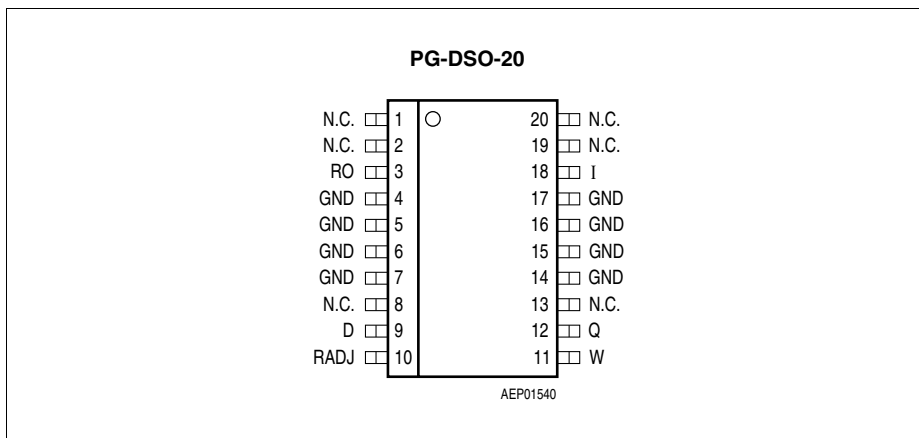 PG-DSO-20
N.C. 1 20 N.C.
N.C. 2 19 N.C.
RO 3 18 I
GND 4 17 GND
GND 5 16 GND
GND 6 15 GND
GND 7 14 GND
N.C. 8 13 N.C.
D 9 12 Q
RADJ 10 11 W
AEP01540